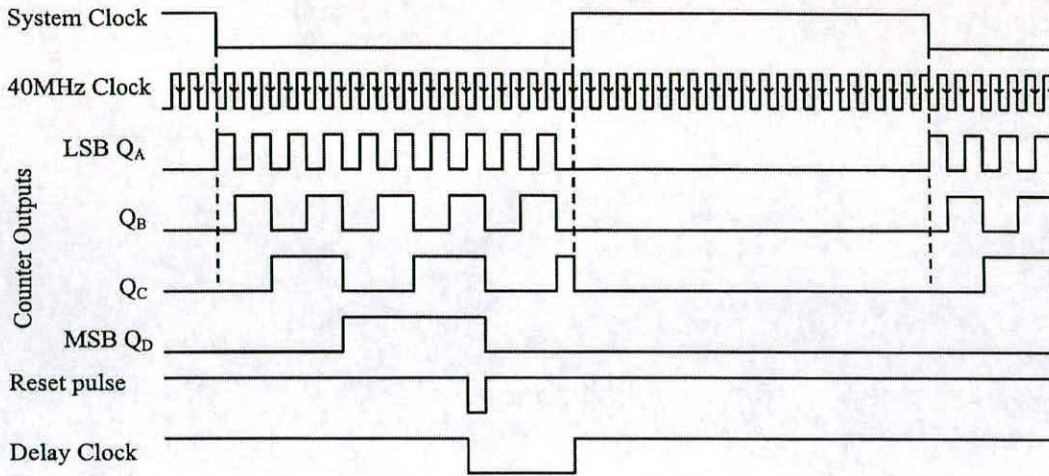 System Clock
40MHz Clock
LSB QA
QB
QC
MSB QD
Reset pulse
Delay Clock
Counter Outputs